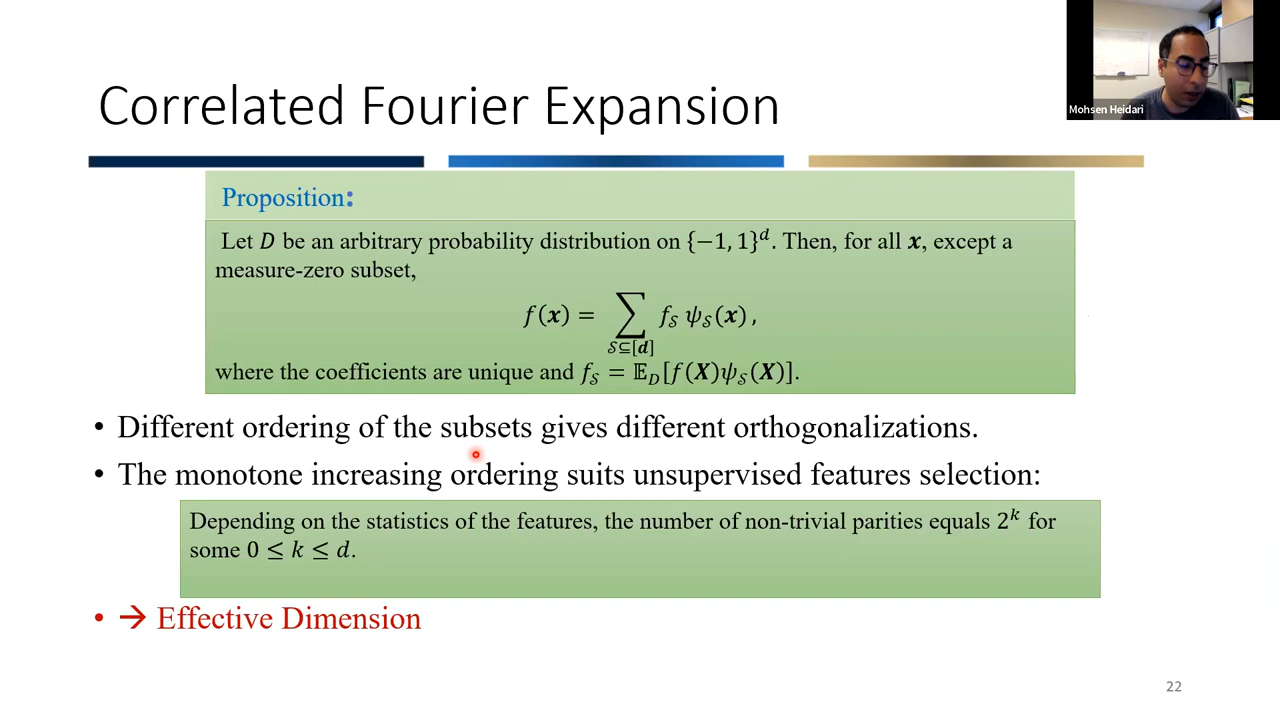 Mohsen Heidari
Correlated Fourier Expansion
Proposition:
Let 𝐷 be an arbitrary probability distribution on {−1, 1}^𝑑. Then, for all 𝒙, except a
measure-zero subset,
𝑓(𝒙) = ∑_{𝒮⊆[𝒅]} 𝑓_𝒮 𝜓_𝒮(𝒙) ,
where the coefficients are unique and 𝑓_𝒮 = 𝔼_𝐷[𝑓(𝑿)𝜓_𝒮(𝑿)].
• Different ordering of the subsets gives different orthogonalizations.
• The monotone increasing ordering suits unsupervised features selection:
Depending on the statistics of the features, the number of non-trivial parities equals 2^𝑘 for
some 0 ≤ 𝑘 ≤ 𝑑.
• → Effective Dimension
22